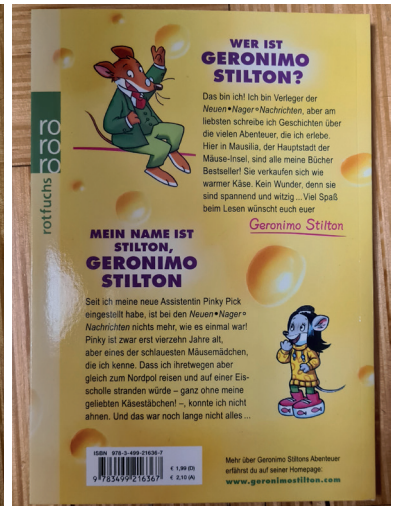 ro
ro
ro
rotfuchs
WER IST
GERONIMO
STILTON?
Das bin ich! Ich bin Verleger der
Neuen•Nager•Nachrichten, aber am
liebsten schreibe ich Geschichten über
die vielen Abenteuer, die ich erlebe.
Hier in Mausilia, der Hauptstadt der
Mäuse-Insel, sind alle meine Bücher
Bestseller! Sie verkaufen sich wie
warmer Käse. Kein Wunder, denn sie
sind spannend und witzig ... Viel Spaß
beim Lesen wünscht euch euer
Geronimo Stilton
MEIN NAME IST
STILTON,
GERONIMO
STILTON
Seit ich meine neue Assistentin Pinky Pick
eingestellt habe, ist bei den Neuen•Nager•
Nachrichten nichts mehr, wie es einmal war!
Pinky ist zwar erst vierzehn Jahre alt,
aber eines der schlauesten Mäusemädchen,
die ich kenne. Dass ich ihretwegen aber
gleich zum Nordpol reisen und auf einer Eis-
scholle stranden würde – ganz ohne meine
geliebten Käsestäbchen! –, konnte ich nicht
ahnen. Und das war noch lange nicht alles ...
ISBN 978-3-499-21636-7
€ 1,99 (D)
€ 2,10 (A)
9 783499 216367
Mehr über Geronimo Stiltons Abenteuer
erfährst du auf seiner Homepage:
www.geronimostilton.com